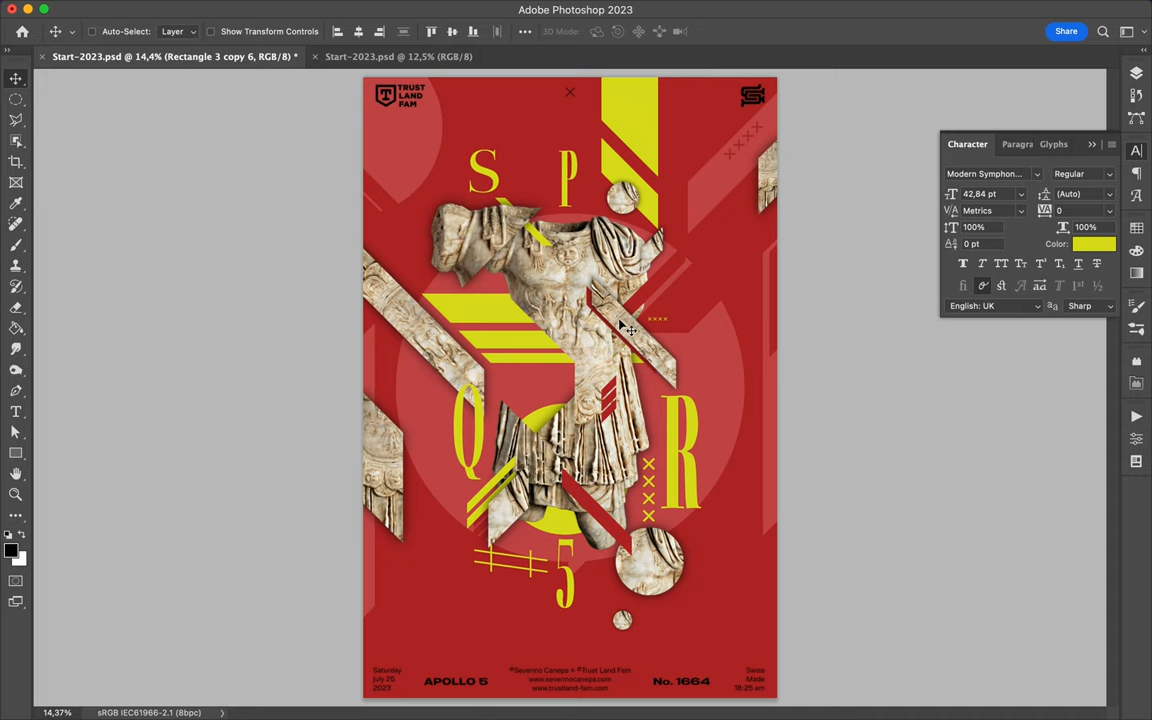 Adobe Photoshop 2023
Auto-Select: Layer Show Transform Controls 3D Mode: Share
Start-2023.psd @ 14,4% (Rectangle 3 copy 6, RGB/8) * Start-2023.psd @ 12,5% (RGB/8)
TRUST
LAND
FAM
S P
Q R
#5
Saturday
July 25
2023
APOLLO 5
©Severino Canepa × ©Trust Land Fam
www.severinocanepa.com
www.trustland-fam.com
No. 1664
Swiss
Made
18:25 am
Character Paragra Glyphs
Modern Symphon... Regular
42,84 pt (Auto)
Metrics 0
100% 100%
0 pt Color:
English: UK Sharp
14,37% sRGB IEC61966-2.1 (8bpc)